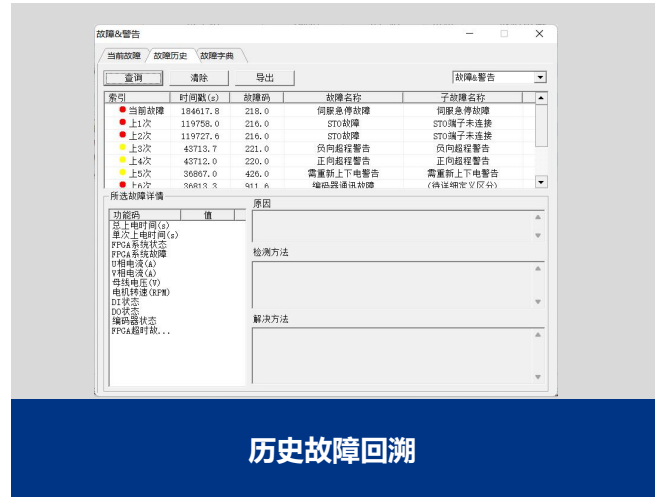 故障&警告
当前故障 故障历史 故障字典
查询 清除 导出 故障&警告
索引 时间戳(s) 故障码 故障名称 子故障名称
当前故障 184617.8 218.0 伺服急停故障 伺服急停故障
上1次 119758.0 216.0 STO故障 STO端子未连接
上2次 119727.6 216.0 STO故障 STO端子未连接
上3次 43713.7 221.0 负向超程警告 负向超程警告
上4次 43712.0 220.0 正向超程警告 正向超程警告
上5次 36867.0 426.0 需重新上下电警告 需重新上下电警告
上6次 36813.3 911.6 编码器通讯故障 (待详细定义区分)
所选故障详情
功能码 值
总上电时间(s)
单次上电时间(s)
FPGA系统状态
FPGA系统故障
U相电流(A)
V相电流(A)
母线电压(V)
电机转速(RPM)
DI状态
DO状态
编码器状态
FPGA超时故...
原因
检测方法
解决方法
历史故障回溯